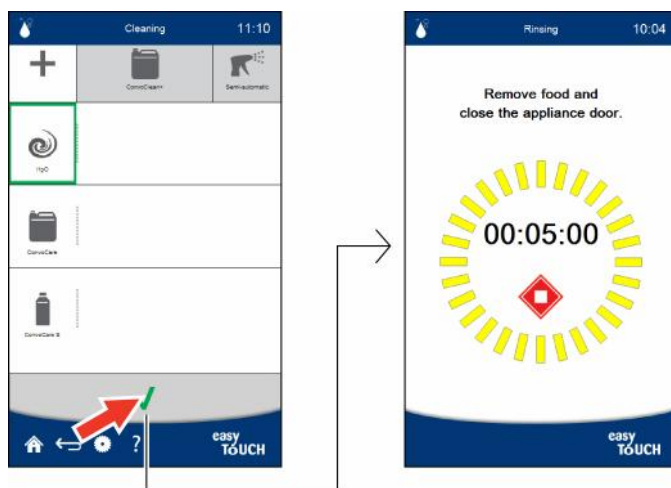 Cleaning 11:10
ConvoClean+
Semi-automatic
H₂O
ConvoCare
ConvoCare S
?
easy
TOUCH
Rinsing 10:04
Remove food and
close the appliance door.
00:05:00
easy
TOUCH